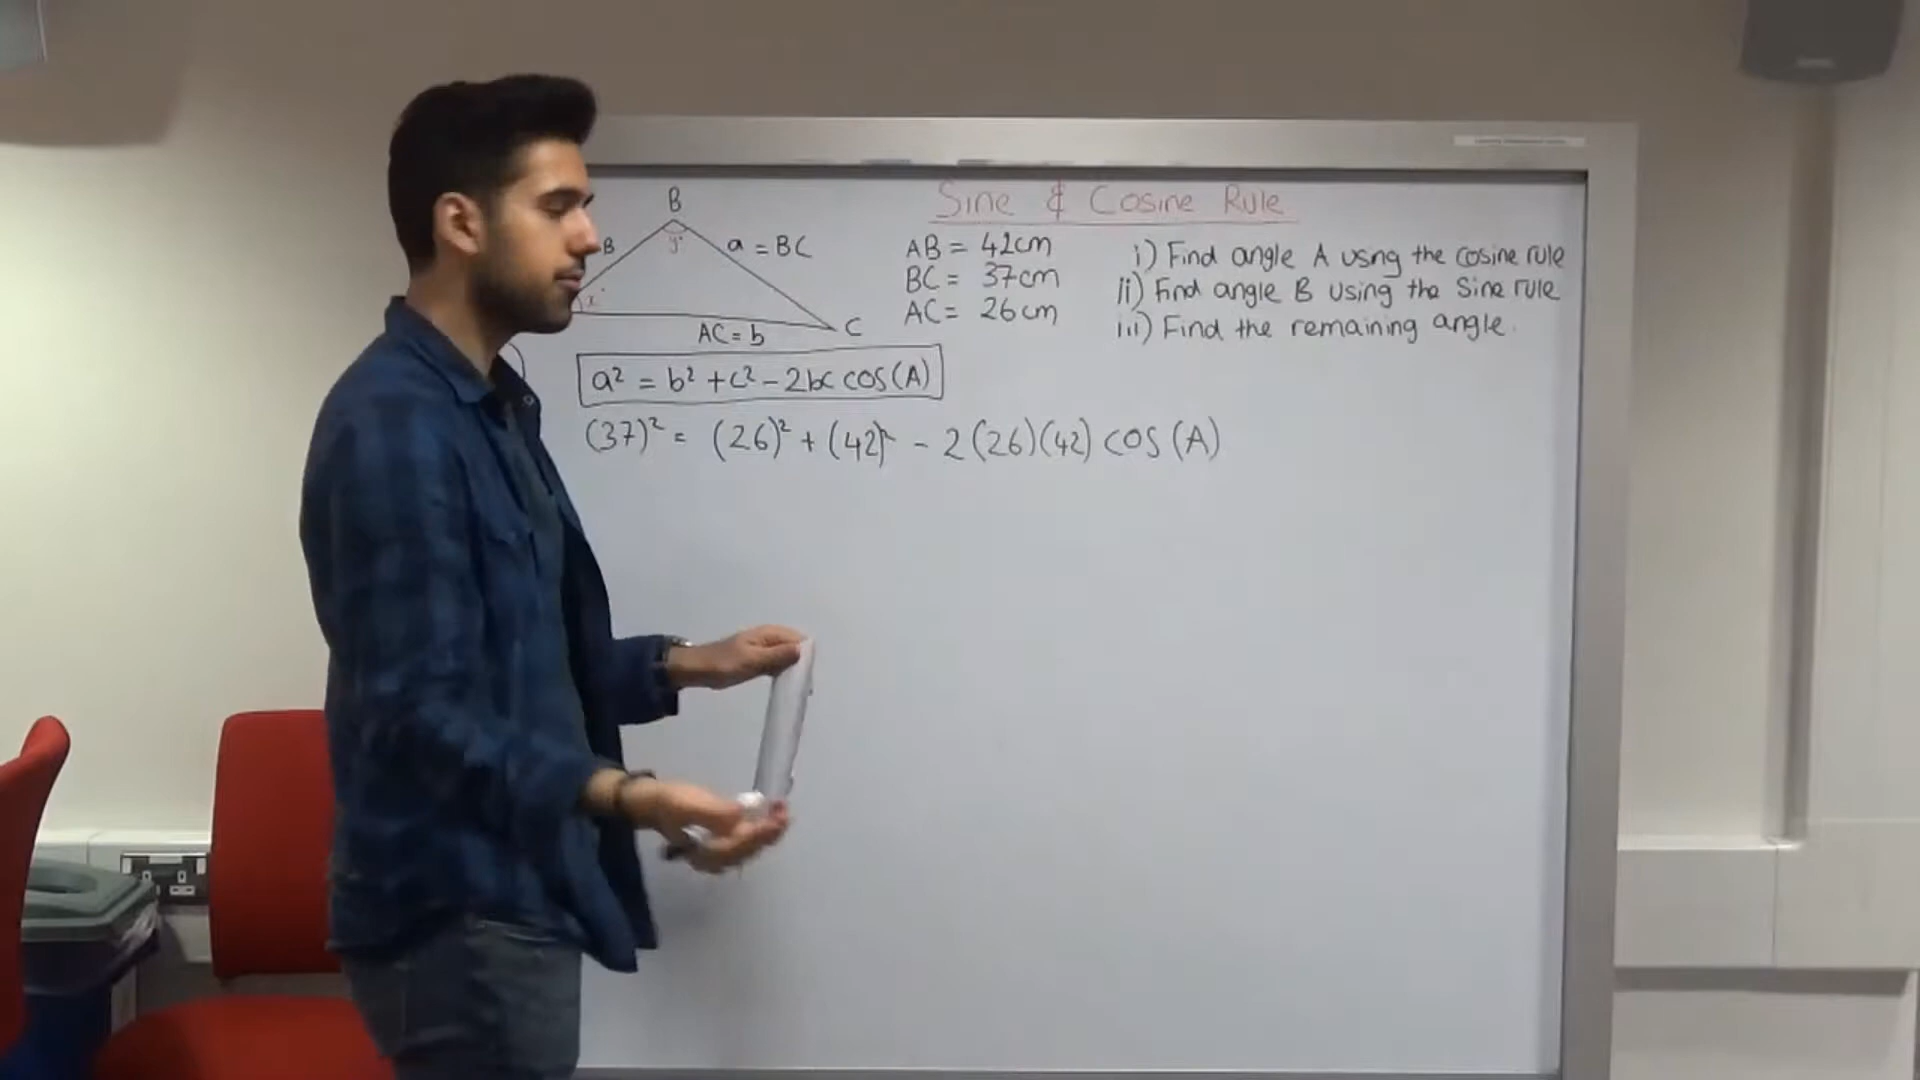 Sine & Cosine Rule
B
B
y°
a = BC
x°
AC = b
C
AB = 42cm
BC = 37cm
AC = 26cm
i) Find angle A using the cosine rule
ii) Find angle B using the Sine rule
iii) Find the remaining angle.
a² = b² + c² - 2bc cos(A)
(37)² = (26)² + (42)² - 2(26)(42) cos(A)